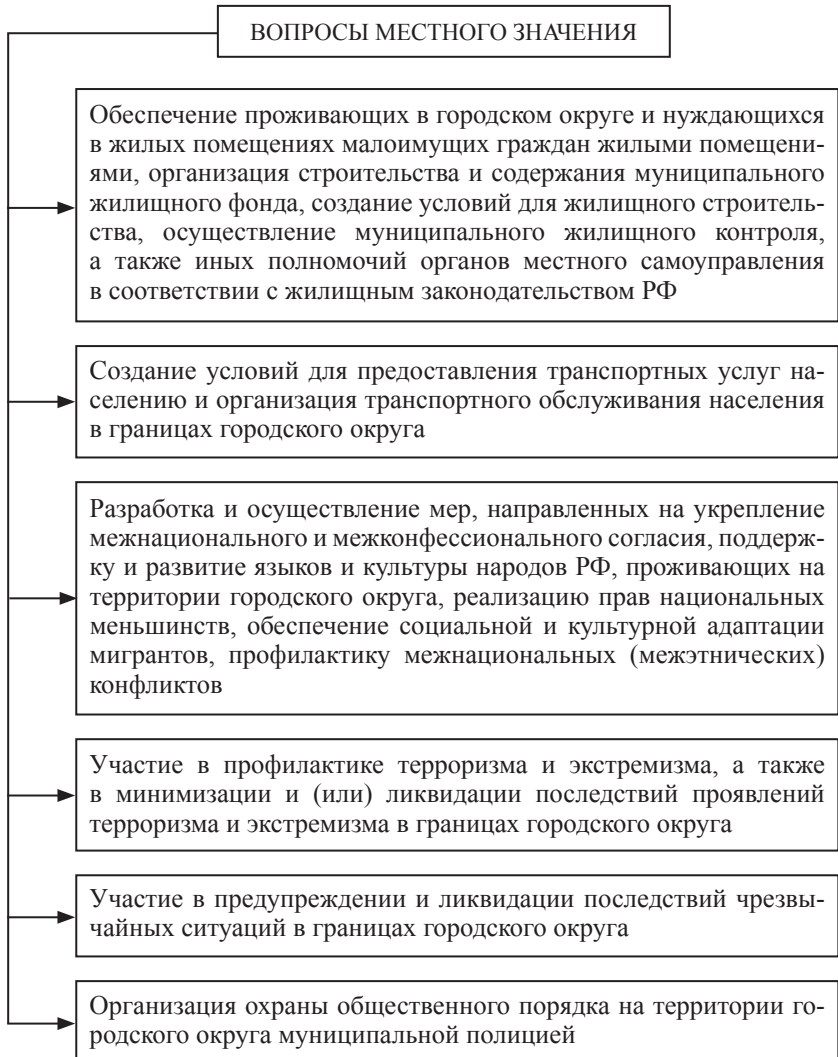 ВОПРОСЫ МЕСТНОГО ЗНАЧЕНИЯ
Обеспечение проживающих в городском округе и нуждающихся
в жилых помещениях малоимущих граждан жилыми помещени-
ями, организация строительства и содержания муниципального
жилищного фонда, создание условий для жилищного строитель-
ства, осуществление муниципального жилищного контроля,
а также иных полномочий органов местного самоуправления
в соответствии с жилищным законодательством РФ
Создание условий для предоставления транспортных услуг на-
селению и организация транспортного обслуживания населения
в границах городского округа
Разработка и осуществление мер, направленных на укрепление
межнационального и межконфессионального согласия, поддерж-
ку и развитие языков и культуры народов РФ, проживающих на
территории городского округа, реализацию прав национальных
меньшинств, обеспечение социальной и культурной адаптации
мигрантов, профилактику межнациональных (межэтнических)
конфликтов
Участие в профилактике терроризма и экстремизма, а также
в минимизации и (или) ликвидации последствий проявлений
терроризма и экстремизма в границах городского округа
Участие в предупреждении и ликвидации последствий чрезвы-
чайных ситуаций в границах городского округа
Организация охраны общественного порядка на территории го-
родского округа муниципальной полицией